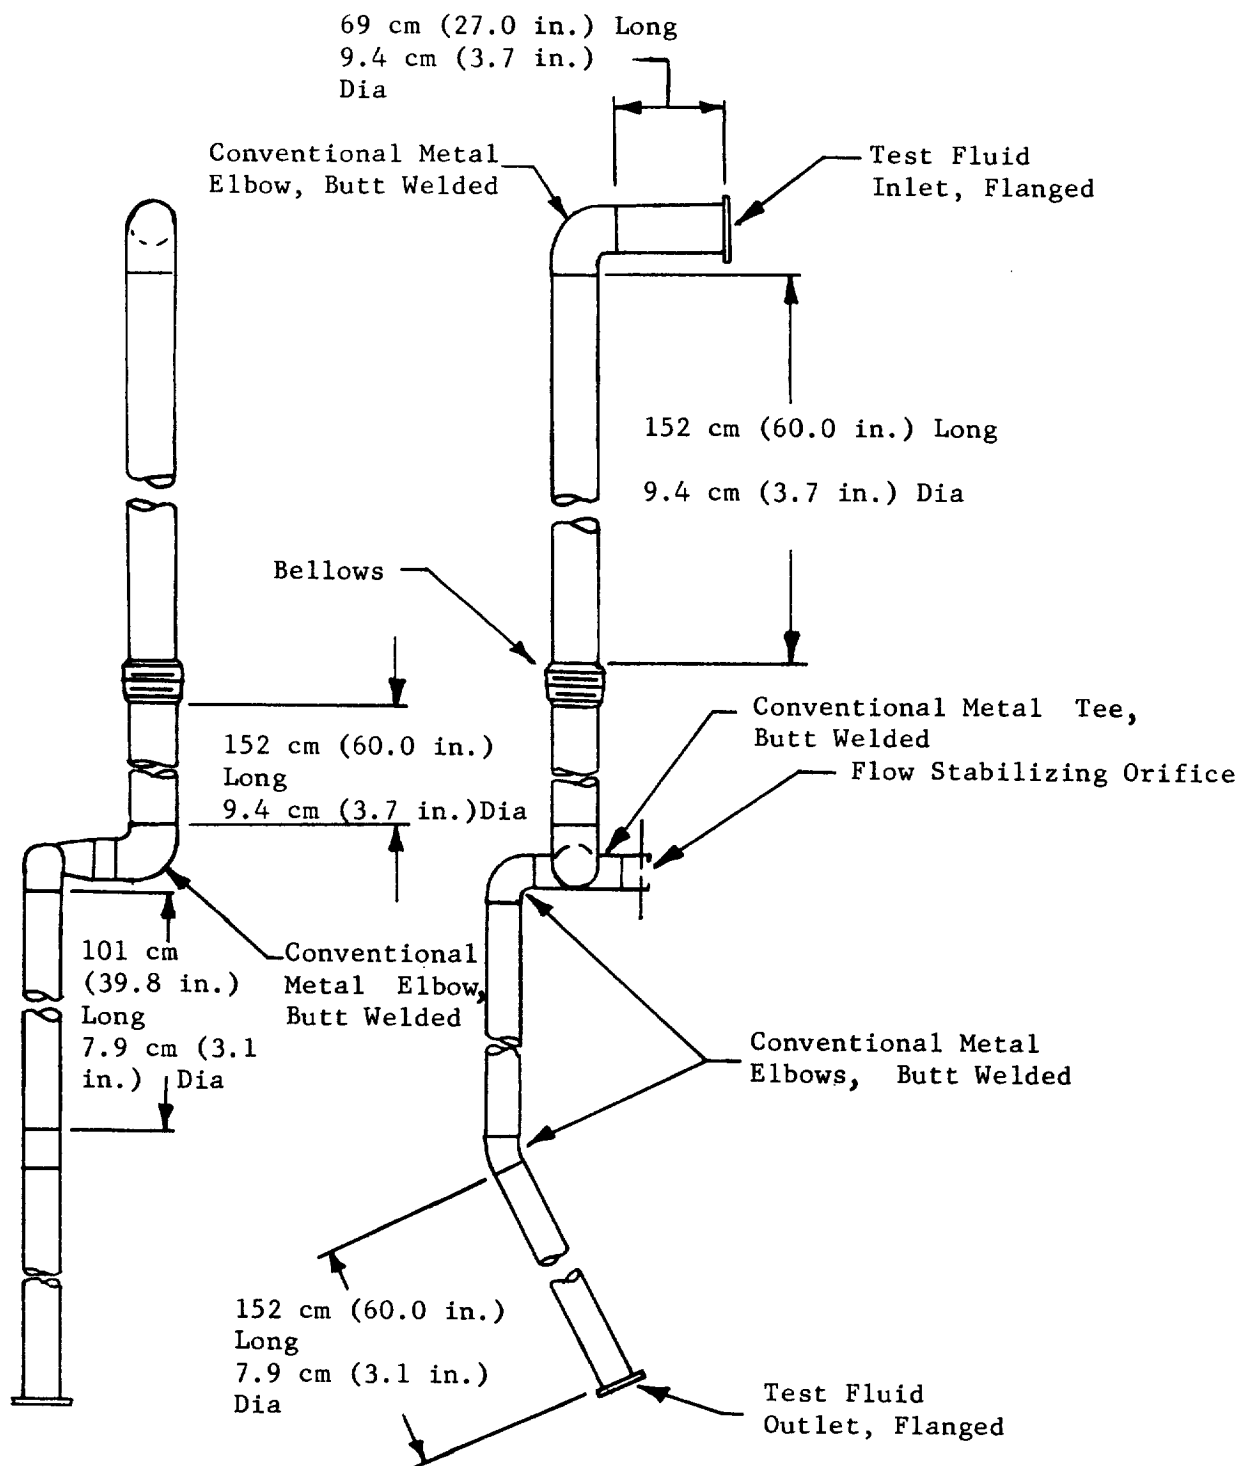 69 cm (27.0 in.) Long
9.4 cm (3.7 in.)
Dia
Conventional Metal
Elbow, Butt Welded
Test Fluid
Inlet, Flanged
152 cm (60.0 in.) Long
9.4 cm (3.7 in.) Dia
Bellows
152 cm (60.0 in.)
Long
9.4 cm (3.7 in.)Dia
Conventional Metal Tee,
Butt Welded
Flow Stabilizing Orifice
101 cm
(39.8 in.)
Long
7.9 cm (3.1
in.) Dia
Conventional
Metal Elbow,
Butt Welded
Conventional Metal
Elbows, Butt Welded
152 cm (60.0 in.)
Long
7.9 cm (3.1 in.)
Dia
Test Fluid
Outlet, Flanged